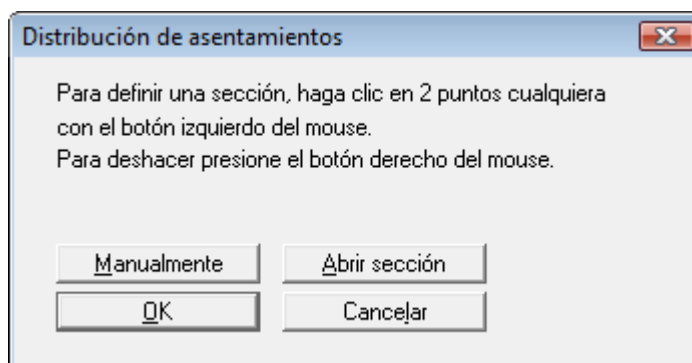 Distribución de asentamientos
Para definir una sección, haga clic en 2 puntos cualquiera
con el botón izquierdo del mouse.
Para deshacer presione el botón derecho del mouse.
Manualmente
Abrir sección
OK
Cancelar